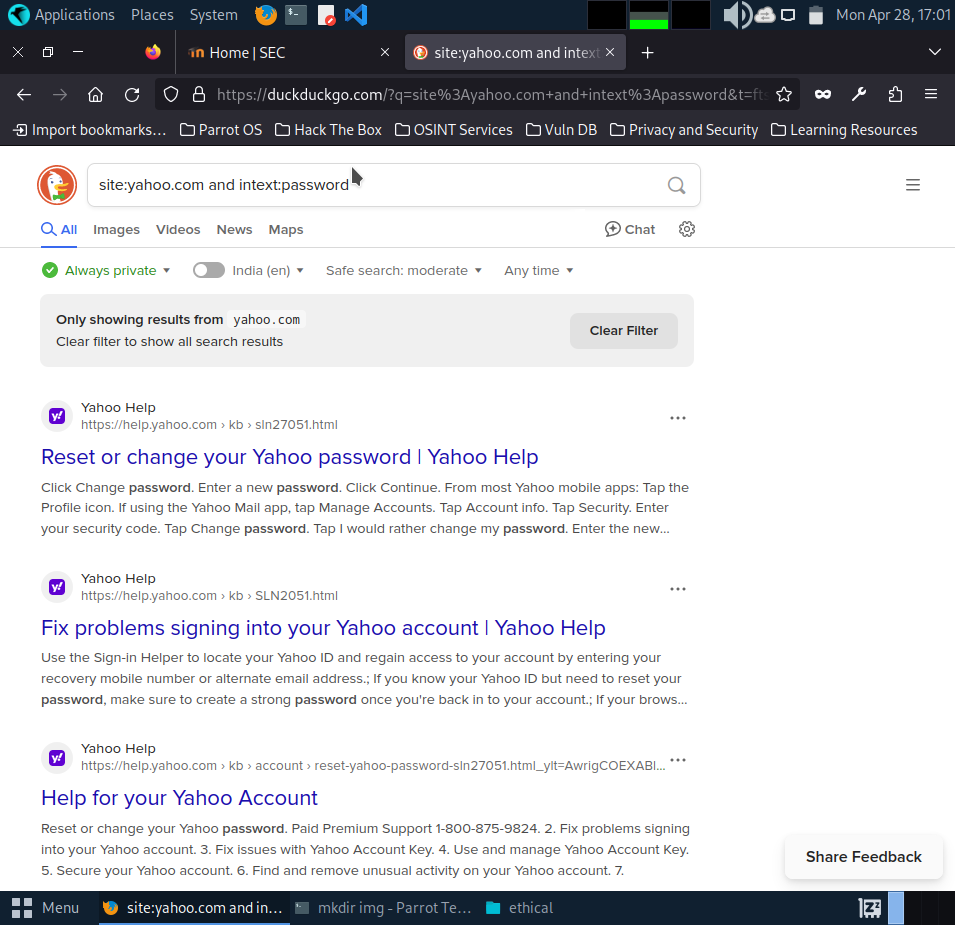 Applications Places System Mon Apr 28, 17:01
Home | SEC site:yahoo.com and intext
https://duckduckgo.com/?q=site%3Ayahoo.com+and+intext%3Apassword&t=fts
Import bookmarks… Parrot OS Hack The Box OSINT Services Vuln DB Privacy and Security Learning Resources
site:yahoo.com and intext:password
All Images Videos News Maps Chat
Always private India (en) Safe search: moderate Any time
Only showing results from yahoo.com
Clear filter to show all search results
Clear Filter
Yahoo Help
https://help.yahoo.com › kb › sln27051.html
Reset or change your Yahoo password | Yahoo Help
Click Change password. Enter a new password. Click Continue. From most Yahoo mobile apps: Tap the
Profile icon. If using the Yahoo Mail app, tap Manage Accounts. Tap Account info. Tap Security. Enter
your security code. Tap Change password. Tap I would rather change my password. Enter the new…
Yahoo Help
https://help.yahoo.com › kb › SLN2051.html
Fix problems signing into your Yahoo account | Yahoo Help
Use the Sign-in Helper to locate your Yahoo ID and regain access to your account by entering your
recovery mobile number or alternate email address.; If you know your Yahoo ID but need to reset your
password, make sure to create a strong password once you're back in to your account.; If your brows…
Yahoo Help
https://help.yahoo.com › kb › account › reset-yahoo-password-sln27051.html_ylt=AwrigCOEXABl…
Help for your Yahoo Account
Reset or change your Yahoo password. Paid Premium Support 1-800-875-9824. 2. Fix problems signing
into your Yahoo account. 3. Fix issues with Yahoo Account Key. 4. Use and manage Yahoo Account Key.
5. Secure your Yahoo account. 6. Find and remove unusual activity on your Yahoo account. 7.
Share Feedback
Menu site:yahoo.com and in… mkdir img - Parrot Te… ethical